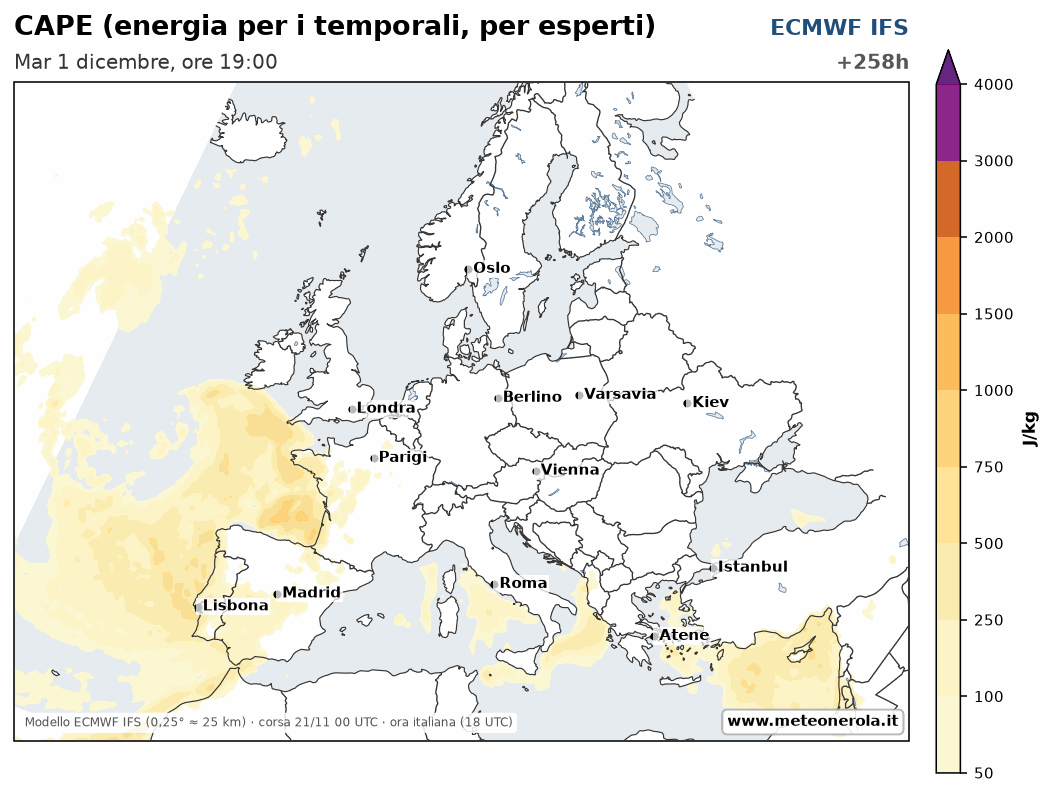 CAPE (energia per i temporali, per esperti)
ECMWF IFS
Mar 1 dicembre, ore 19:00
+258h
4000
3000
2000
1500
1000
750
500
250
100
50
J/kg
Oslo
Londra
Berlino
Varsavia
Kiev
Parigi
Vienna
Istanbul
Roma
Madrid
Lisbona
Atene
Modello ECMWF IFS (0,25° ≈ 25 km) · corsa 21/11 00 UTC · ora italiana (18 UTC)
www.meteonerola.it